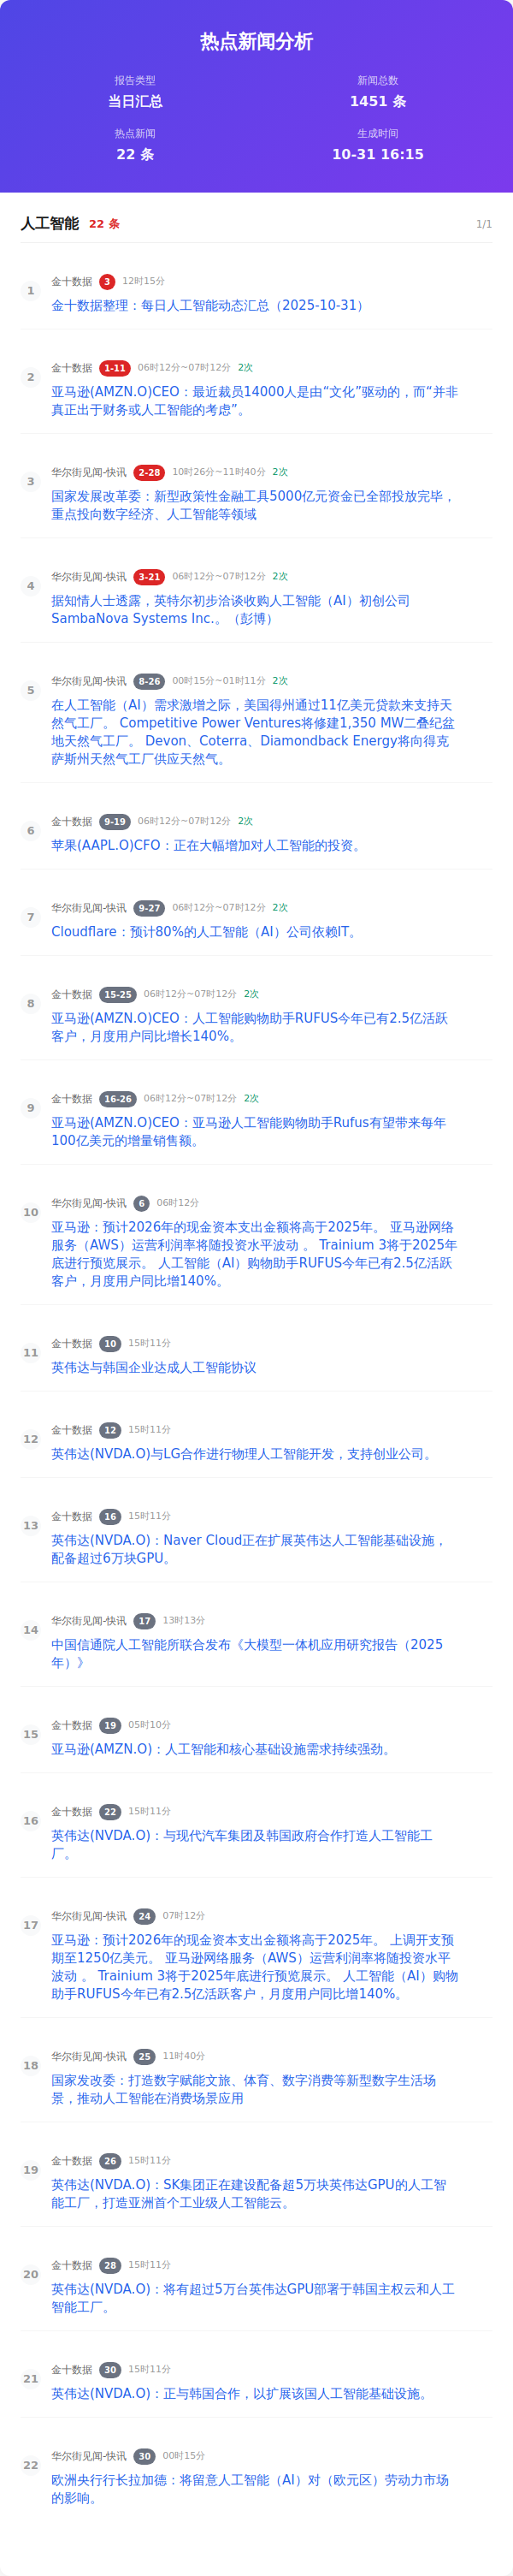 热点新闻分析
报告类型
当日汇总
新闻总数
1451 条
热点新闻
22 条
生成时间
10-31 16:15
人工智能 22 条 1/1
1
金十数据 3 12时15分
金十数据整理：每日人工智能动态汇总（2025-10-31）
2
金十数据 1-11 06时12分~07时12分 2次
亚马逊(AMZN.O)CEO：最近裁员14000人是由“文化”驱动的，而“并非
真正出于财务或人工智能的考虑”。
3
华尔街见闻-快讯 2-28 10时26分~11时40分 2次
国家发展改革委：新型政策性金融工具5000亿元资金已全部投放完毕，
重点投向数字经济、人工智能等领域
4
华尔街见闻-快讯 3-21 06时12分~07时12分 2次
据知情人士透露，英特尔初步洽谈收购人工智能（AI）初创公司
SambaNova Systems Inc.。（彭博）
5
华尔街见闻-快讯 8-26 00时15分~01时11分 2次
在人工智能（AI）需求激增之际，美国得州通过11亿美元贷款来支持天
然气工厂。 Competitive Power Ventures将修建1,350 MW二叠纪盆
地天然气工厂。 Devon、Coterra、Diamondback Energy将向得克
萨斯州天然气工厂供应天然气。
6
金十数据 9-19 06时12分~07时12分 2次
苹果(AAPL.O)CFO：正在大幅增加对人工智能的投资。
7
华尔街见闻-快讯 9-27 06时12分~07时12分 2次
Cloudflare：预计80%的人工智能（AI）公司依赖IT。
8
金十数据 15-25 06时12分~07时12分 2次
亚马逊(AMZN.O)CEO：人工智能购物助手RUFUS今年已有2.5亿活跃
客户，月度用户同比增长140%。
9
金十数据 16-26 06时12分~07时12分 2次
亚马逊(AMZN.O)CEO：亚马逊人工智能购物助手Rufus有望带来每年
100亿美元的增量销售额。
10
华尔街见闻-快讯 6 06时12分
亚马逊：预计2026年的现金资本支出金额将高于2025年。 亚马逊网络
服务（AWS）运营利润率将随投资水平波动 。 Trainium 3将于2025年
底进行预览展示。 人工智能（AI）购物助手RUFUS今年已有2.5亿活跃
客户，月度用户同比增140%。
11
金十数据 10 15时11分
英伟达与韩国企业达成人工智能协议
12
金十数据 12 15时11分
英伟达(NVDA.O)与LG合作进行物理人工智能开发，支持创业公司。
13
金十数据 16 15时11分
英伟达(NVDA.O)：Naver Cloud正在扩展英伟达人工智能基础设施，
配备超过6万块GPU。
14
华尔街见闻-快讯 17 13时13分
中国信通院人工智能所联合发布《大模型一体机应用研究报告（2025
年）》
15
金十数据 19 05时10分
亚马逊(AMZN.O)：人工智能和核心基础设施需求持续强劲。
16
金十数据 22 15时11分
英伟达(NVDA.O)：与现代汽车集团及韩国政府合作打造人工智能工
厂。
17
华尔街见闻-快讯 24 07时12分
亚马逊：预计2026年的现金资本支出金额将高于2025年。 上调开支预
期至1250亿美元。 亚马逊网络服务（AWS）运营利润率将随投资水平
波动 。 Trainium 3将于2025年底进行预览展示。 人工智能（AI）购物
助手RUFUS今年已有2.5亿活跃客户，月度用户同比增140%。
18
华尔街见闻-快讯 25 11时40分
国家发改委：打造数字赋能文旅、体育、数字消费等新型数字生活场
景，推动人工智能在消费场景应用
19
金十数据 26 15时11分
英伟达(NVDA.O)：SK集团正在建设配备超5万块英伟达GPU的人工智
能工厂，打造亚洲首个工业级人工智能云。
20
金十数据 28 15时11分
英伟达(NVDA.O)：将有超过5万台英伟达GPU部署于韩国主权云和人工
智能工厂。
21
金十数据 30 15时11分
英伟达(NVDA.O)：正与韩国合作，以扩展该国人工智能基础设施。
22
华尔街见闻-快讯 30 00时15分
欧洲央行行长拉加德：将留意人工智能（AI）对（欧元区）劳动力市场
的影响。